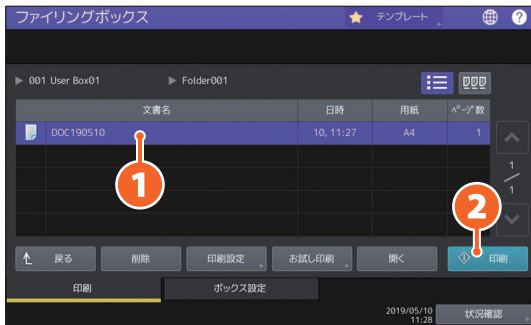 ファイリングボックス
テンプレート
?
001 User Box01
Folder001
文書名 日時 用紙 ページ数
DOC190510 10, 11:27 A4 1
1
1
1
2
戻る 削除 印刷設定 お試し印刷 開く 印刷
印刷 ボックス設定
2019/05/10
11:28
状況確認